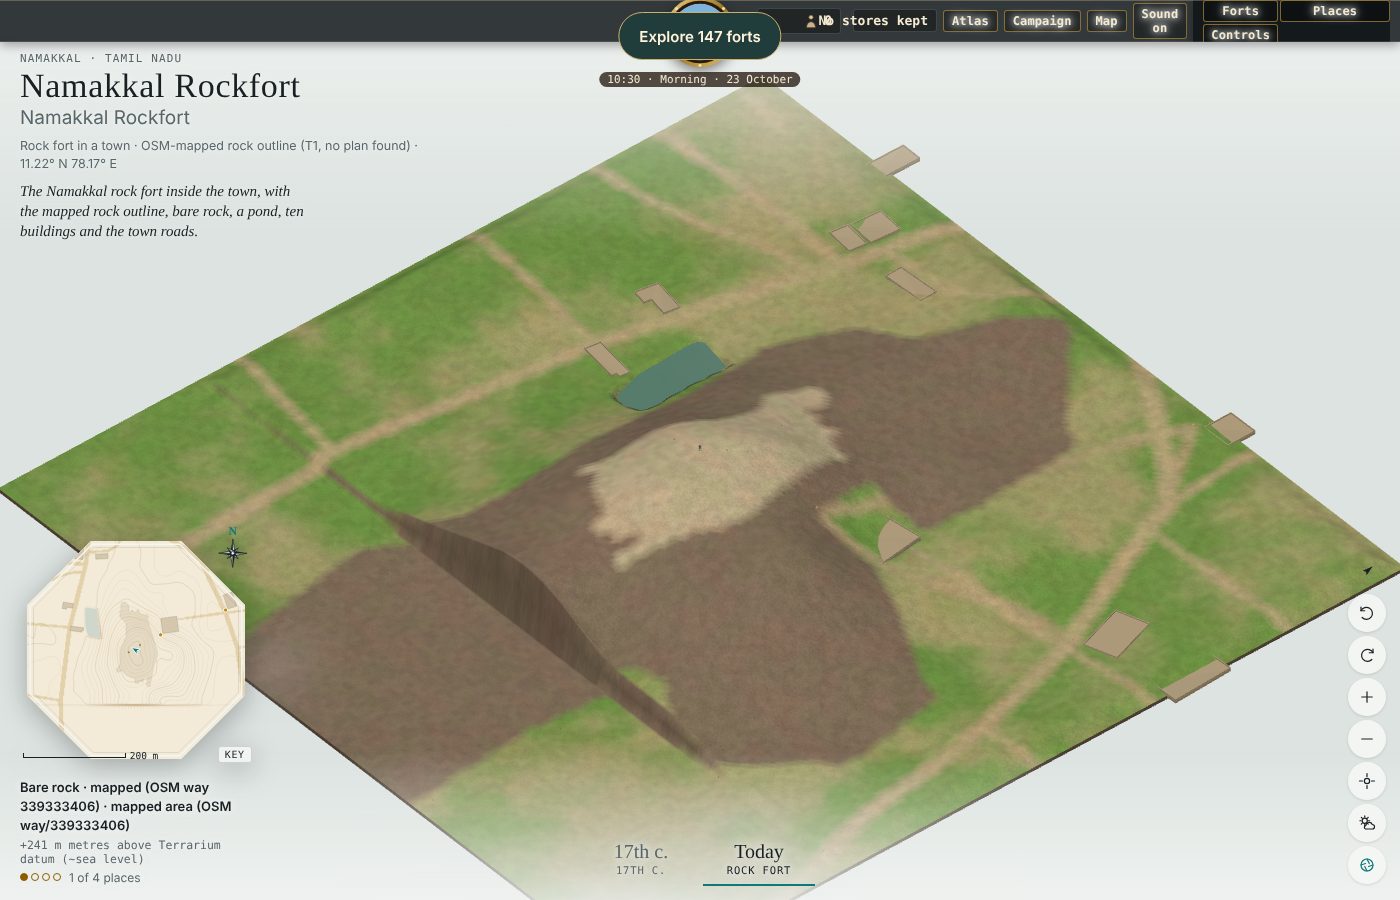 Explore 147 forts
No stores kept
Atlas
Campaign
Map
Sound on
Forts
Places
Controls
10:30 · Morning · 23 October
NAMAKKAL · TAMIL NADU
Namakkal Rockfort
Namakkal Rockfort
Rock fort in a town · OSM-mapped rock outline (T1, no plan found) ·
11.22° N 78.17° E
The Namakkal rock fort inside the town, with
the mapped rock outline, bare rock, a pond, ten
buildings and the town roads.
N
200 m
KEY
Bare rock · mapped (OSM way
339333406) · mapped area (OSM
way/339333406)
+241 m metres above Terrarium
datum (~sea level)
1 of 4 places
17th c.
17TH C.
Today
ROCK FORT